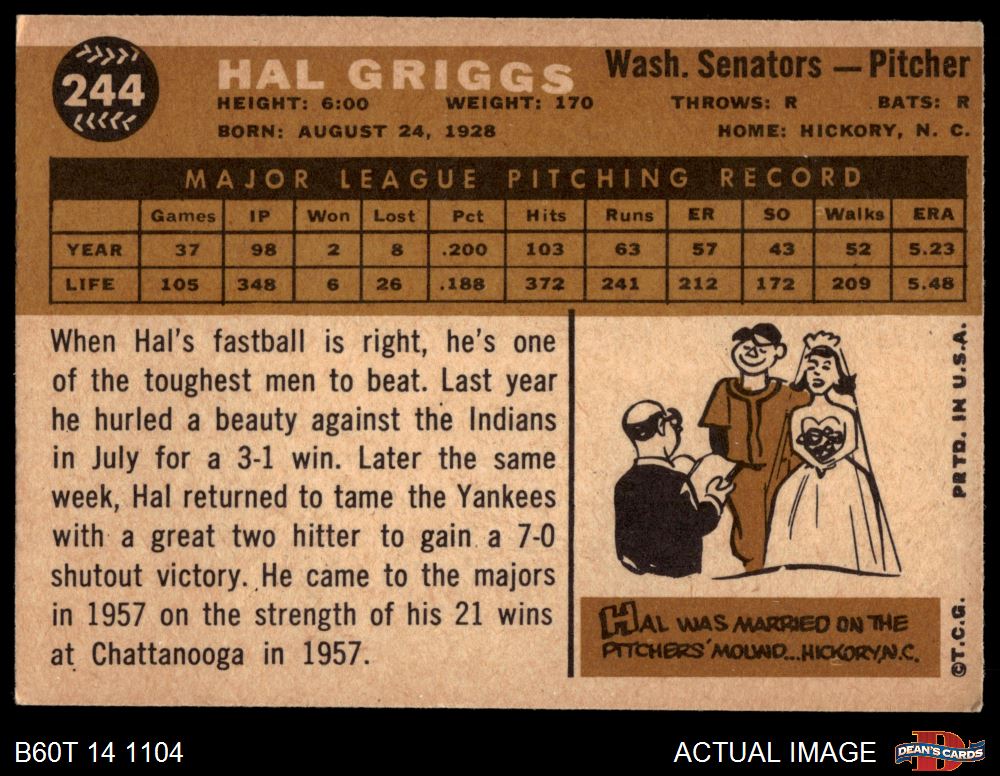 244
HAL GRIGGS
Wash. Senators — Pitcher
HEIGHT: 6:00 WEIGHT: 170 THROWS: R BATS: R
BORN: AUGUST 24, 1928 HOME: HICKORY, N. C.
MAJOR LEAGUE PITCHING RECORD
Games IP Won Lost Pct Hits Runs ER SO Walks ERA
YEAR 37 98 2 8 .200 103 63 57 43 52 5.23
LIFE 105 348 6 26 .188 372 241 212 172 209 5.48
When Hal's fastball is right, he's one
of the toughest men to beat. Last year
he hurled a beauty against the Indians
in July for a 3-1 win. Later the same
week, Hal returned to tame the Yankees
with a great two hitter to gain a 7-0
shutout victory. He came to the majors
in 1957 on the strength of his 21 wins
at Chattanooga in 1957.
HAL WAS MARRIED ON THE
PITCHERS' MOUND...HICKORY,N.C.
PRTD. IN U.S.A.
©T.C.G.
B60T 14 1104
ACTUAL IMAGE
D
DEAN'S CARDS